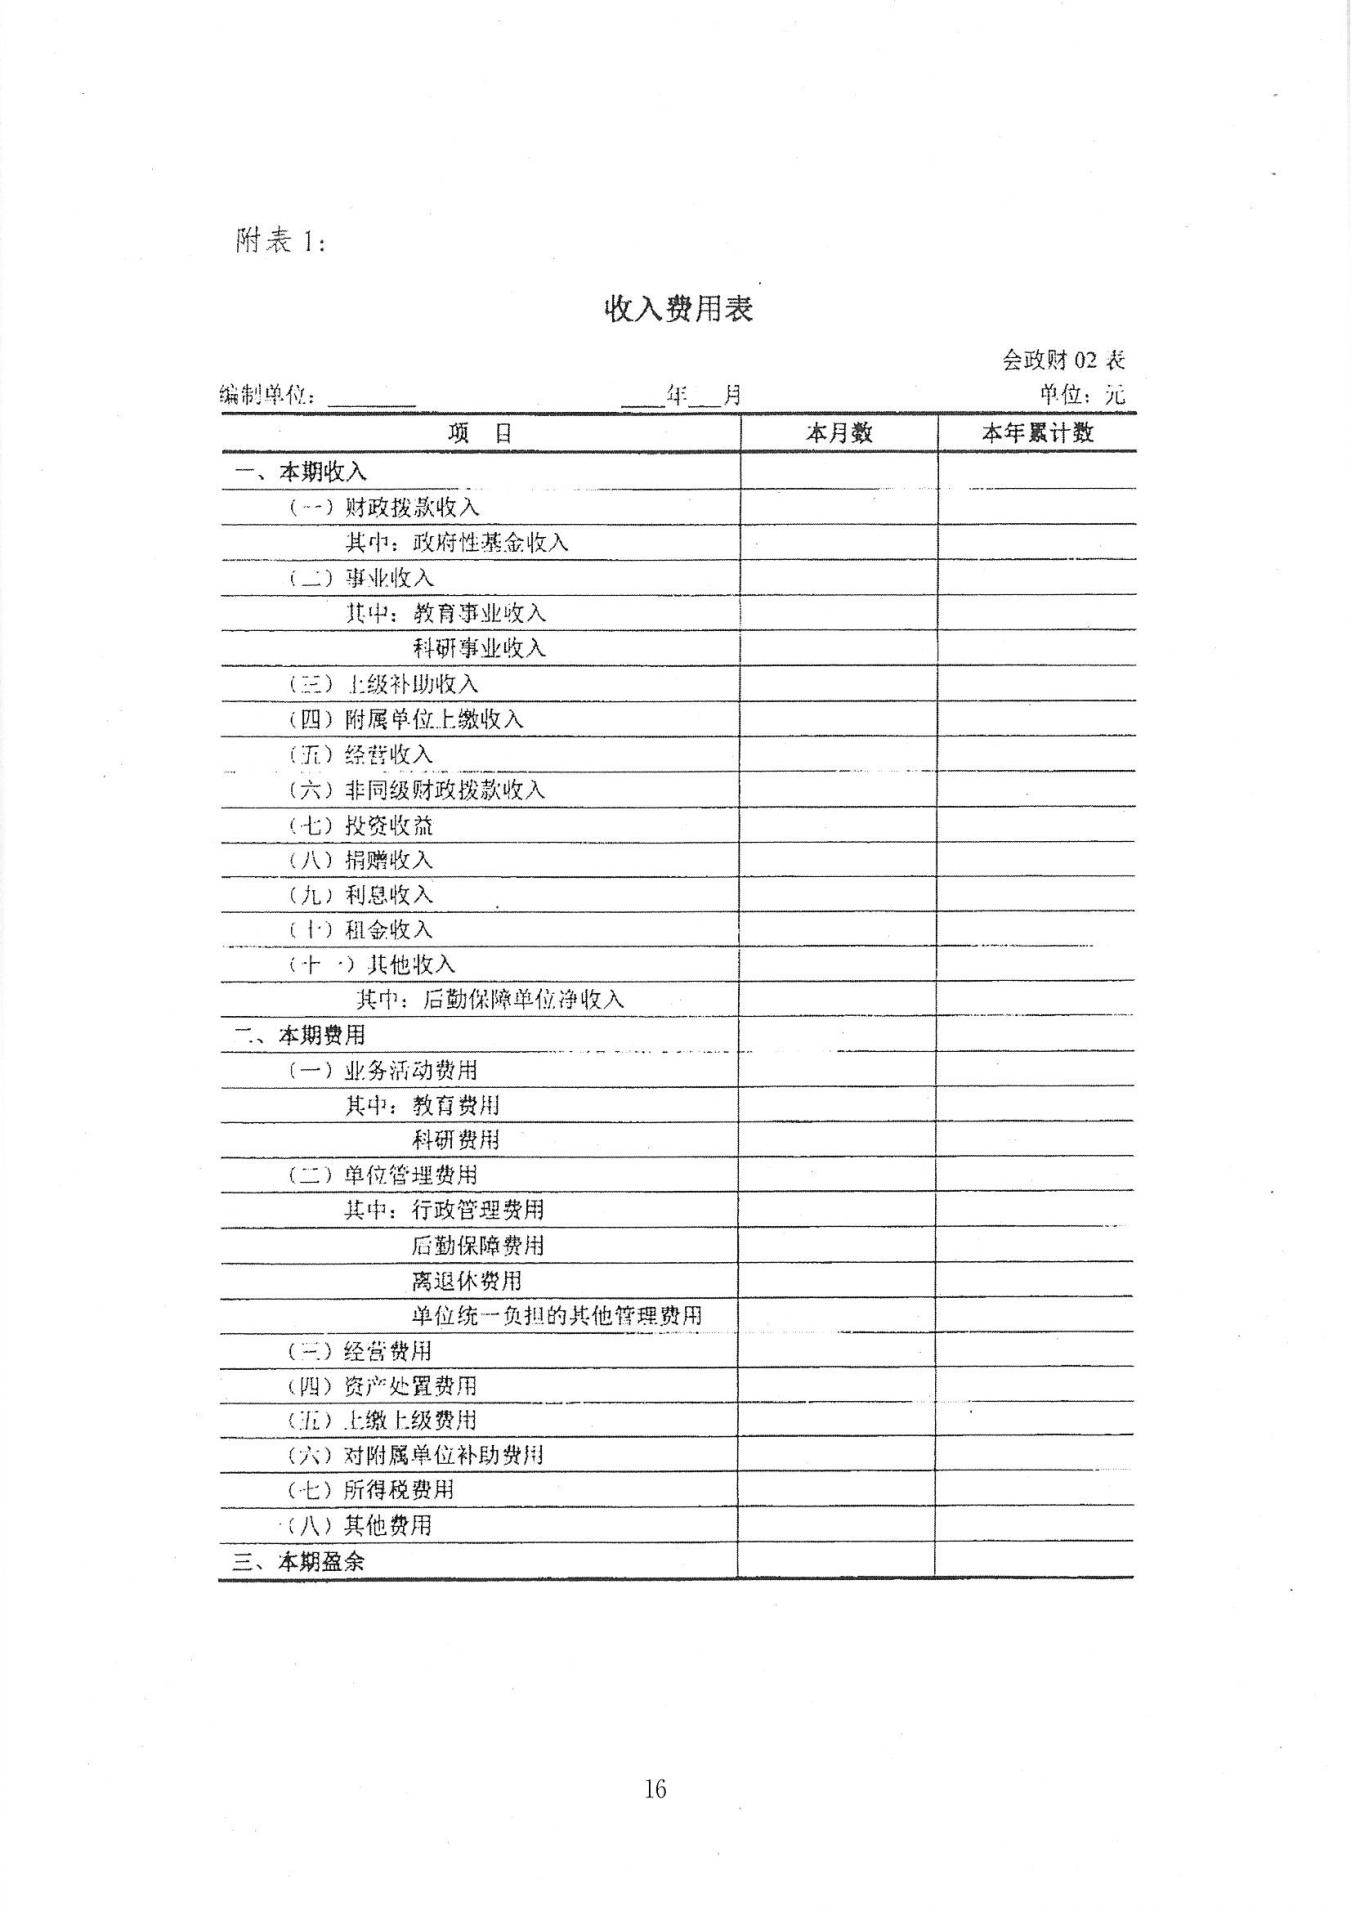 附表 1：
收入费用表
会政财 02 表
编制单位：________ ____年___月 单位：元
项 目 本月数 本年累计数
一、本期收入
（一）财政拨款收入
其中：政府性基金收入
（二）事业收入
其中：教育事业收入
科研事业收入
（三）上级补助收入
（四）附属单位上缴收入
（五）经营收入
（六）非同级财政拨款收入
（七）投资收益
（八）捐赠收入
（九）利息收入
（十）租金收入
（十一）其他收入
其中：后勤保障单位净收入
二、本期费用
（一）业务活动费用
其中：教育费用
科研费用
（二）单位管理费用
其中：行政管理费用
后勤保障费用
离退休费用
单位统一负担的其他管理费用
（三）经营费用
（四）资产处置费用
（五）上缴上级费用
（六）对附属单位补助费用
（七）所得税费用
（八）其他费用
三、本期盈余
16